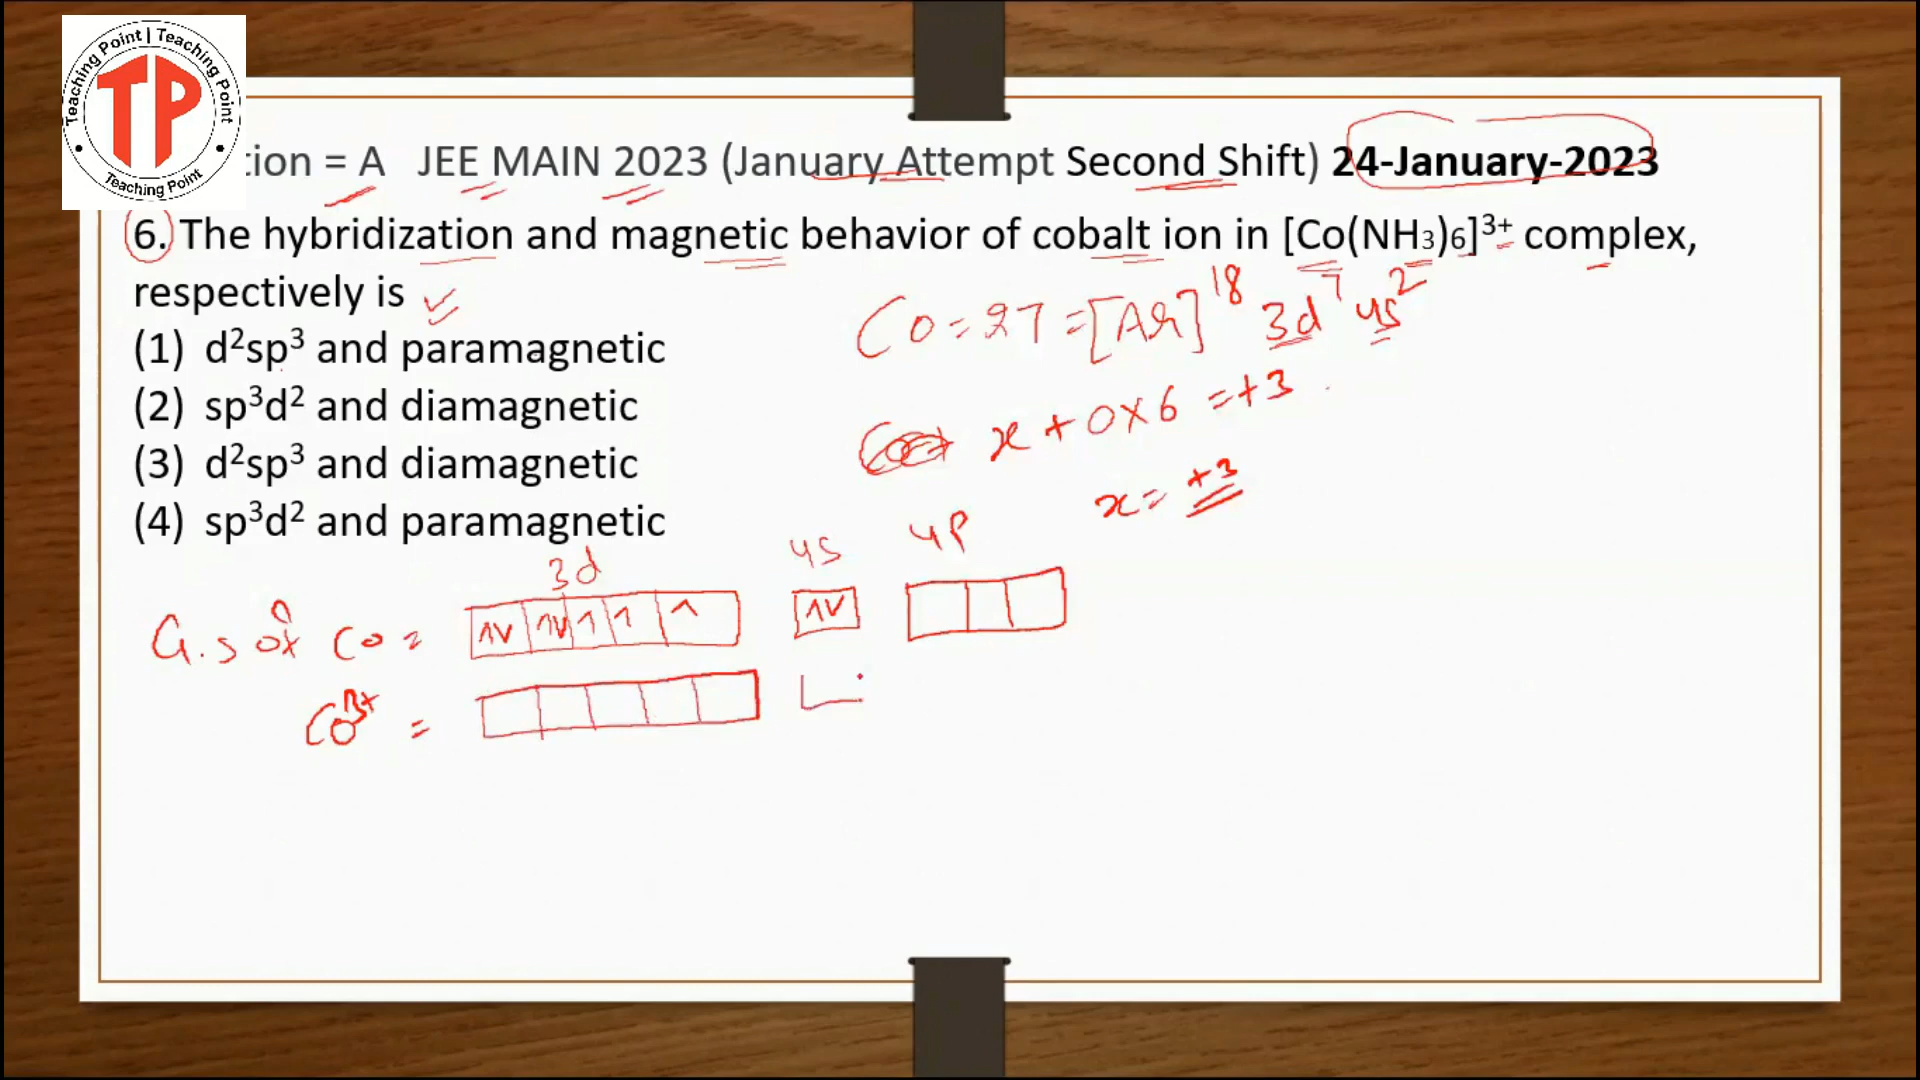 Teaching Point | Teaching Point
TP
Teaching Point
tion = A JEE MAIN 2023 (January Attempt Second Shift) 24-January-2023
6. The hybridization and magnetic behavior of cobalt ion in [Co(NH₃)₆]³⁺ complex,
respectively is
(1) d²sp³ and paramagnetic
(2) sp³d² and diamagnetic
(3) d²sp³ and diamagnetic
(4) sp³d² and paramagnetic
Co = 27 = [Ar]¹⁸ 3d⁷ 4s²
x + 0x6 = +3
x = +3
3d 4s 4p
G.s of Co =
Co³⁺ =